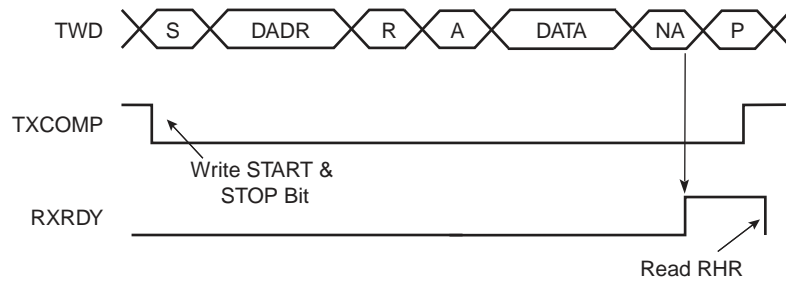 TWD S DADR R A DATA NA P
TXCOMP
Write START &
STOP Bit
RXRDY
Read RHR